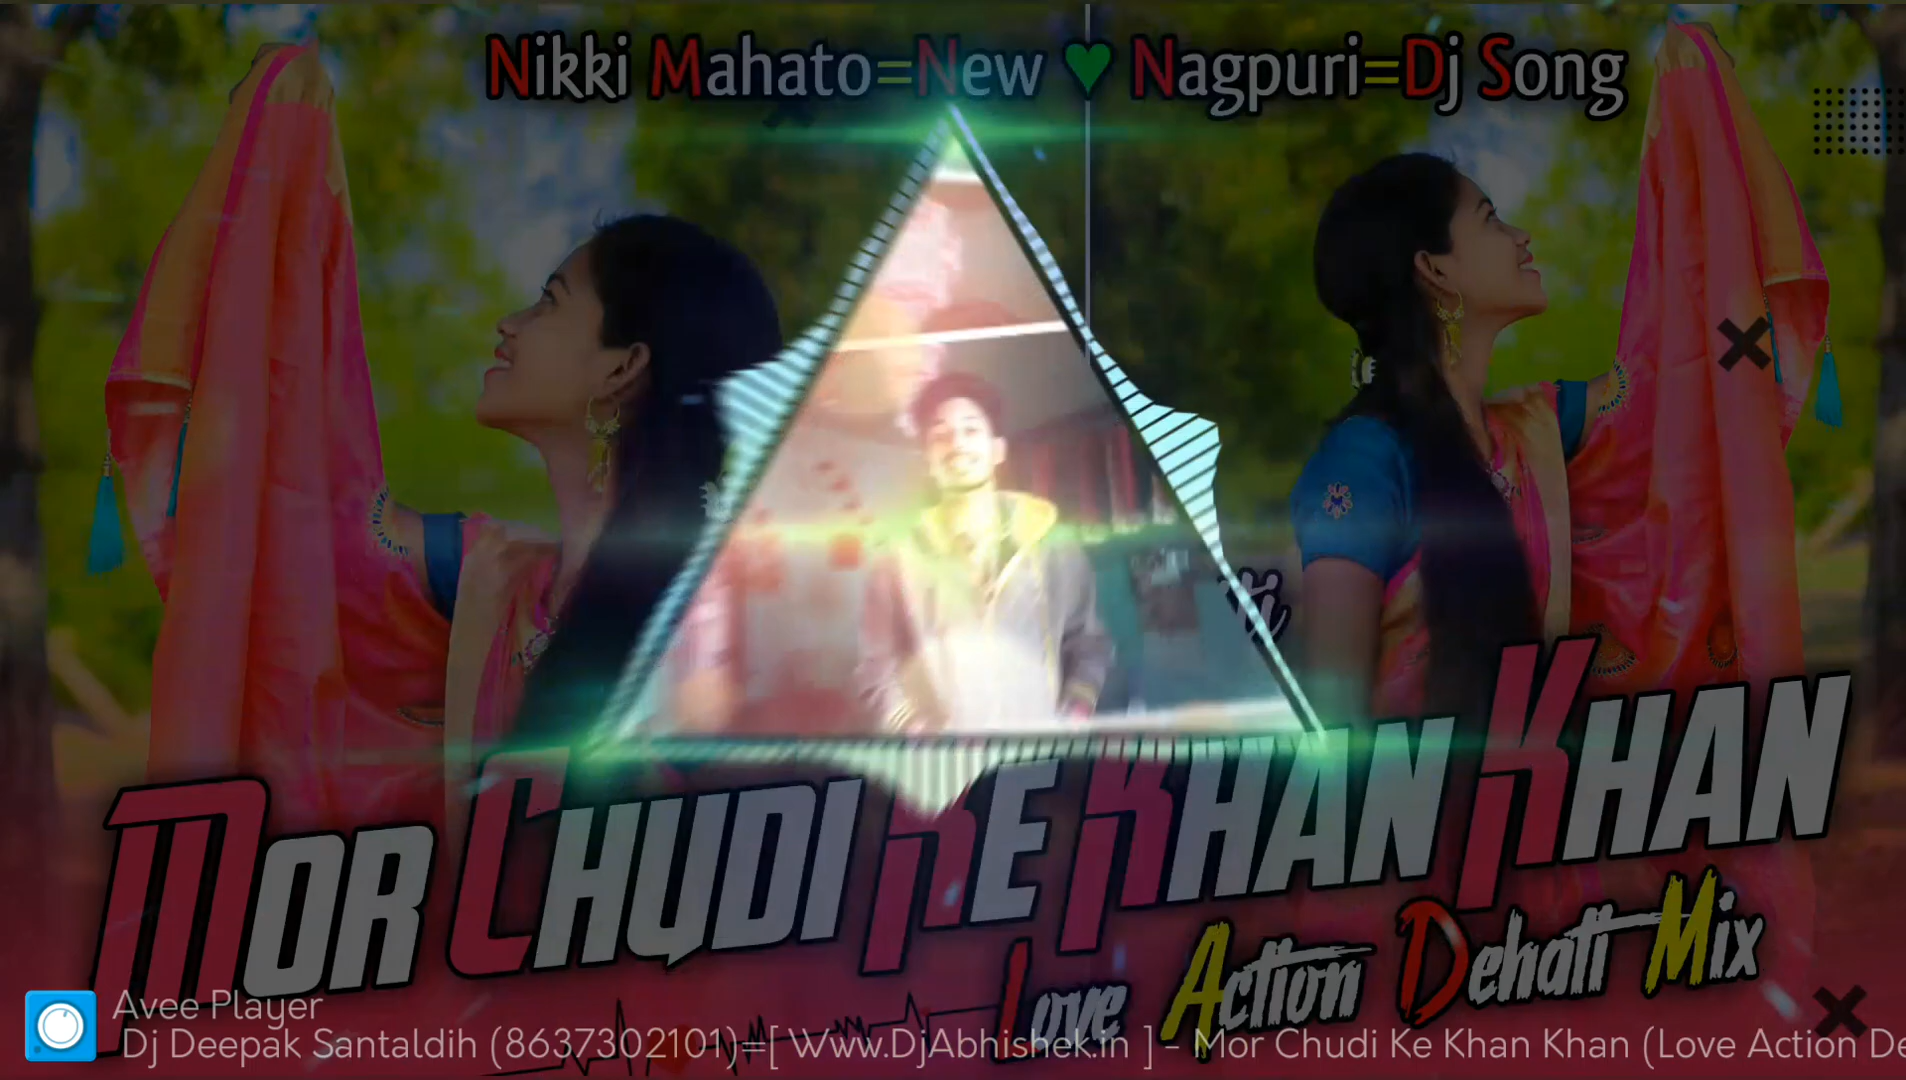 Nikki Mahato=New ♥ Nagpuri=Dj Song
MOR CHUDI KE KHAN KHAN
Love Action Dehati Mix
Avee Player
Dj Deepak Santaldih (8637302101)=[ Www.DjAbhishek.in ] - Mor Chudi Ke Khan Khan (Love Action De